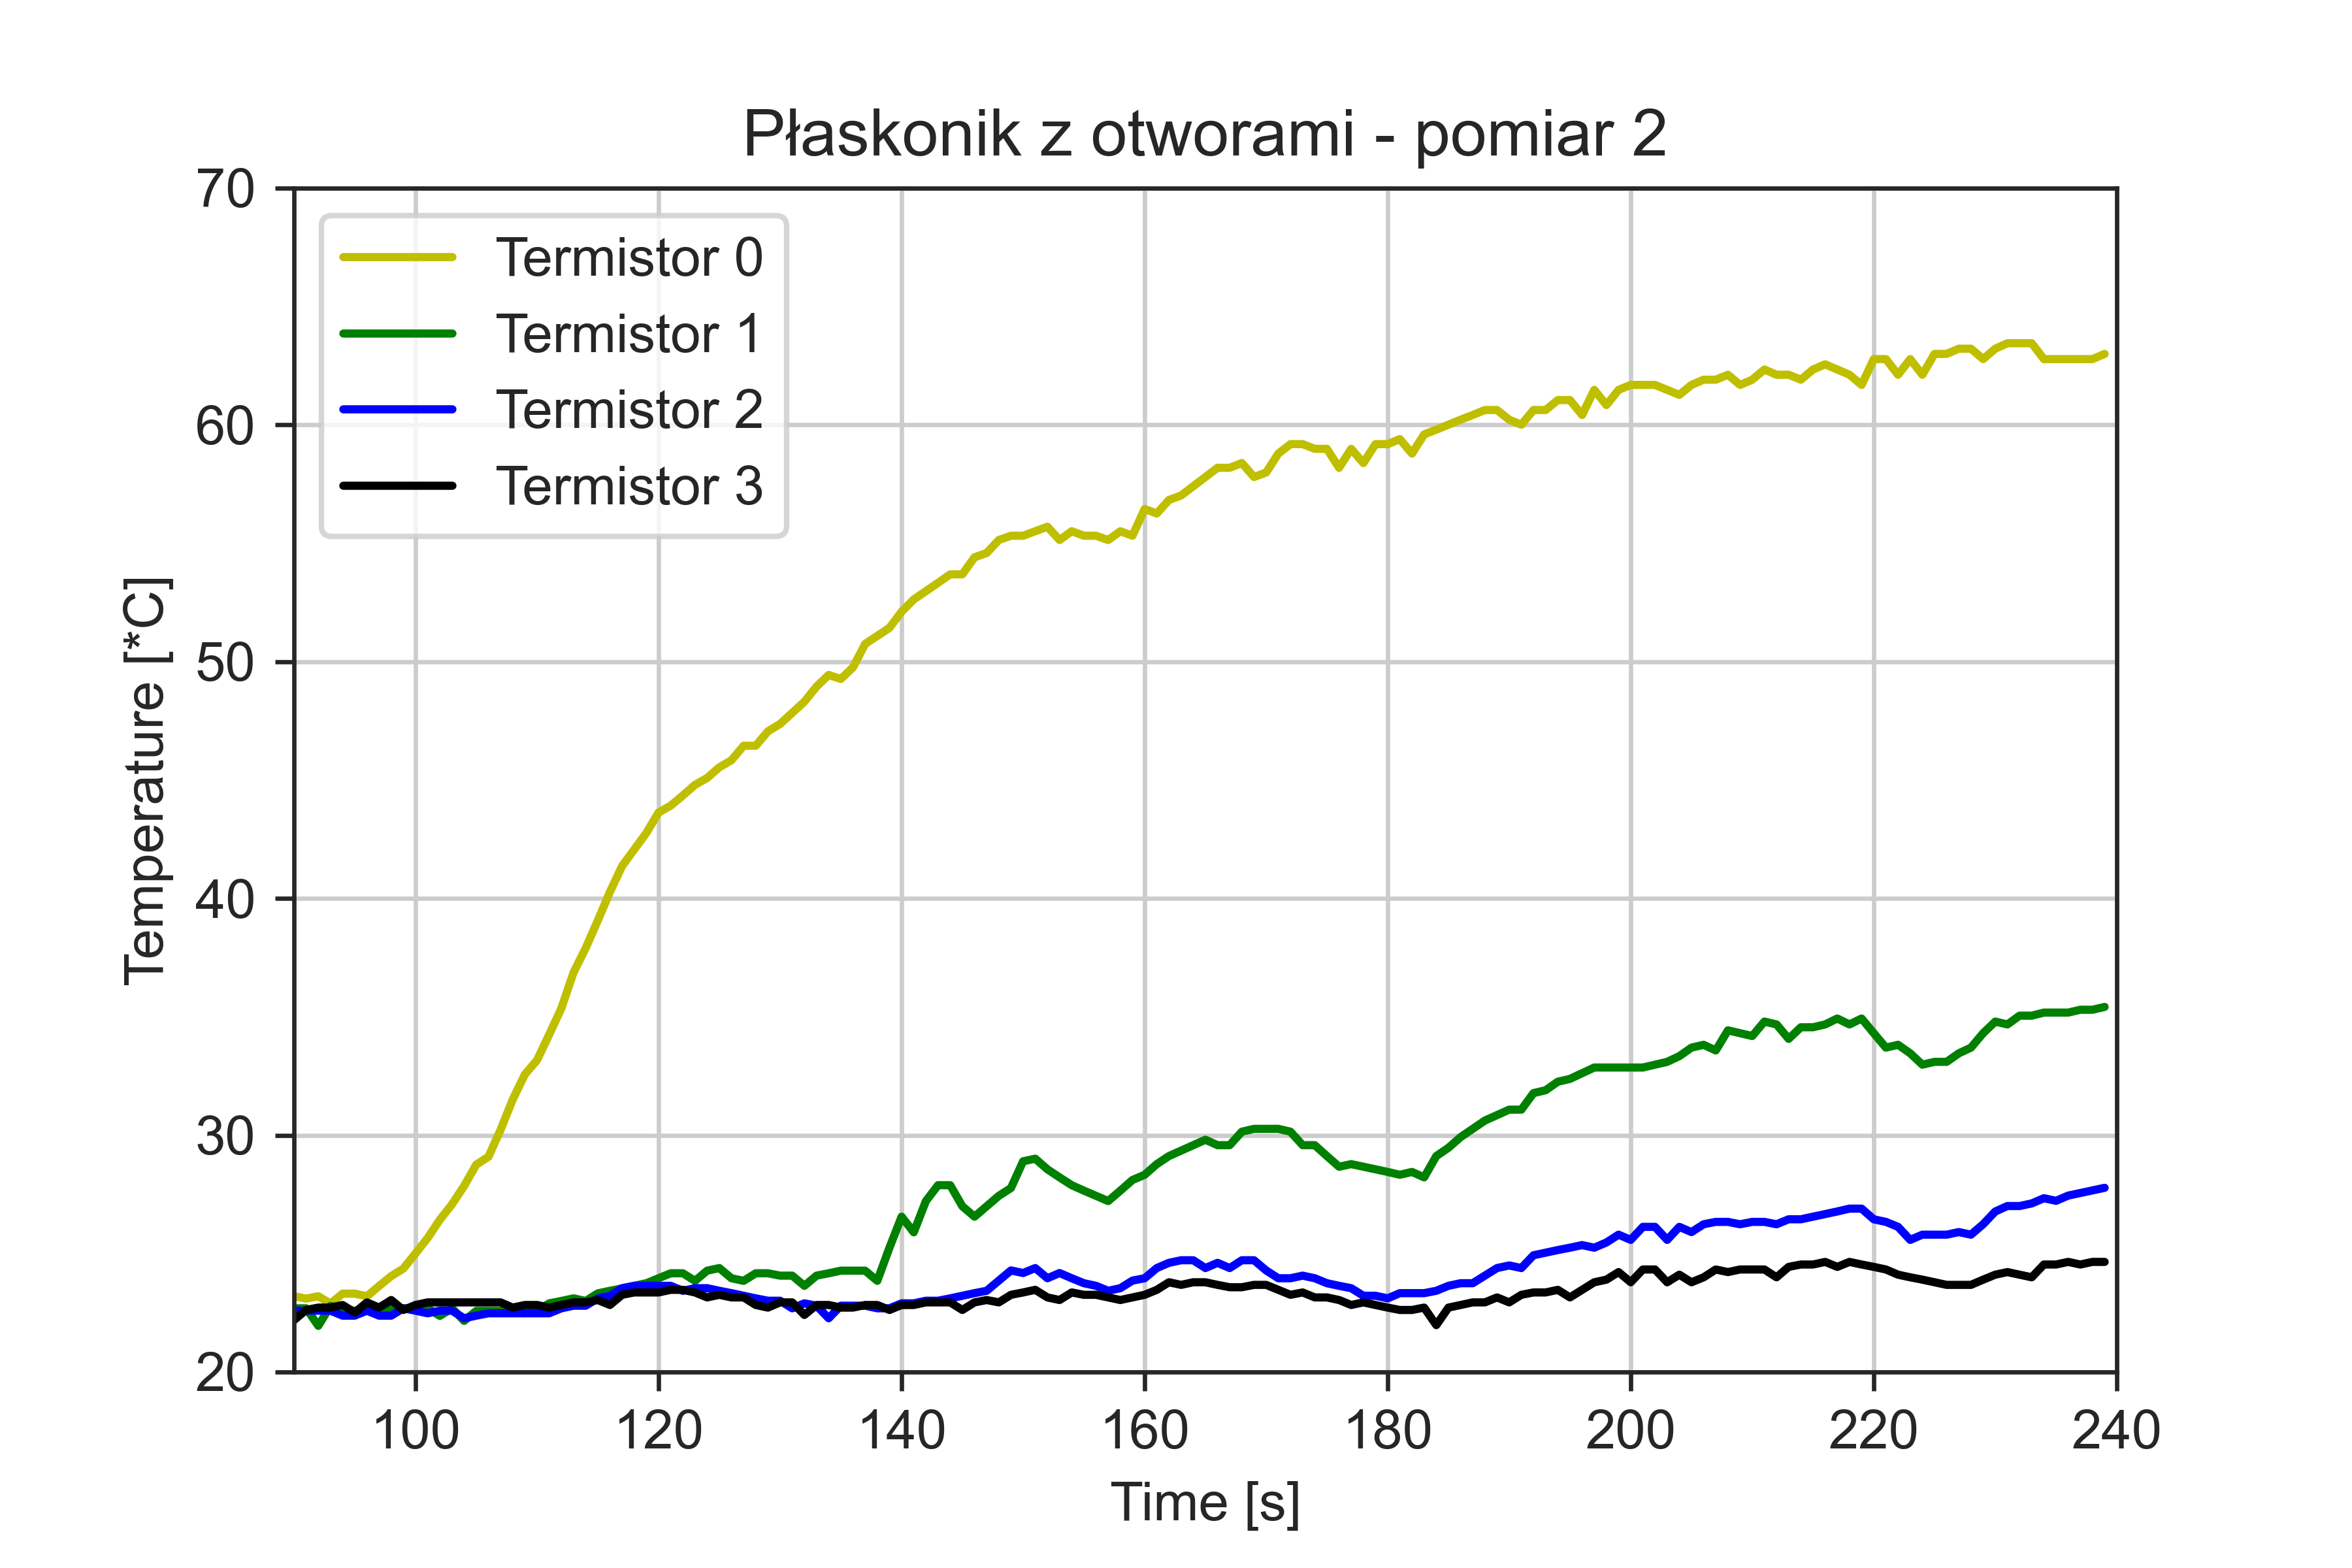 Płaskonik z otworami - pomiar 2
70
60
50
40
30
20
Temperature [*C]
Termistor 0
Termistor 1
Termistor 2
Termistor 3
100 120 140 160 180 200 220 240
Time [s]